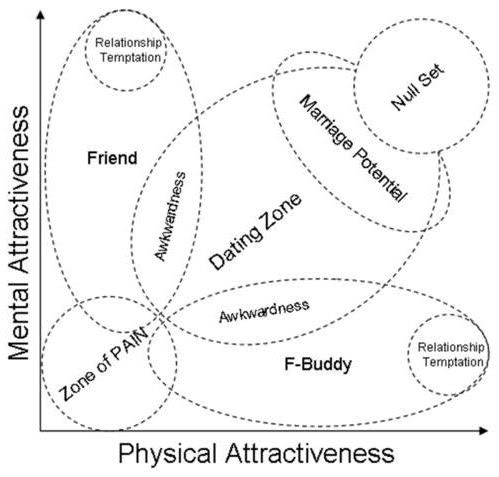 Relationship
Temptation
Null Set
Marriage Potential
Friend
Awkwardness
Dating Zone
Awkwardness
Zone of PAIN
F-Buddy
Relationship
Temptation
Mental Attractiveness
Physical Attractiveness